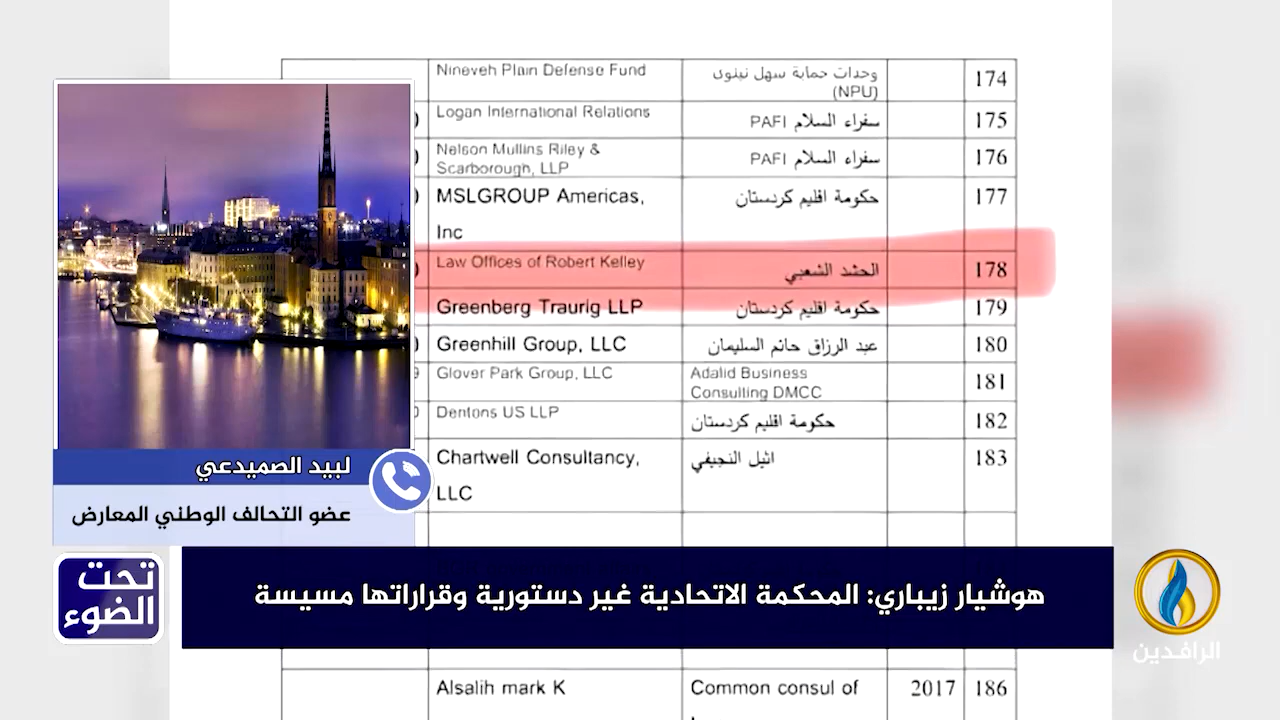 174 وحدات حماية سهل نينوى (NPU) Nineveh Plain Defense Fund
175 سفراء السلام PAFI Logan International Relations
176 سفراء السلام PAFI Nelson Mullins Riley & Scarborough, LLP
177 حكومة اقليم كردستان MSLGROUP Americas, Inc
178 الحشد الشعبي Law Offices of Robert Kelley
179 حكومة اقليم كردستان Greenberg Traurig LLP
180 عبد الرزاق حاتم السليمان Greenhill Group, LLC
181 Adalid Business Consulting DMCC Glover Park Group, LLC
182 حكومة اقليم كردستان Dentons US LLP
183 اثيل النجيفي Chartwell Consultancy, LLC
لبيد الصميدعي
عضو التحالف الوطني المعارض
هوشيار زيباري: المحكمة الاتحادية غير دستورية وقراراتها مسيسة
تحت
الضوء
الرافدين
186 2017 Common consul of Alsalih mark K